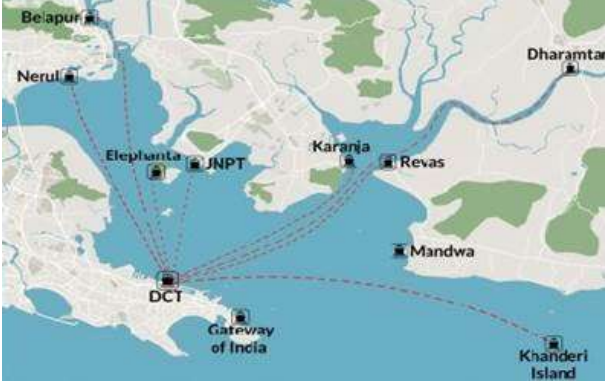 Belapur
Nerul
Dharamtar
Elephanta
JNPT
Karanja
Revas
Mandwa
DCT
Gateway
of India
Khanderi
Island